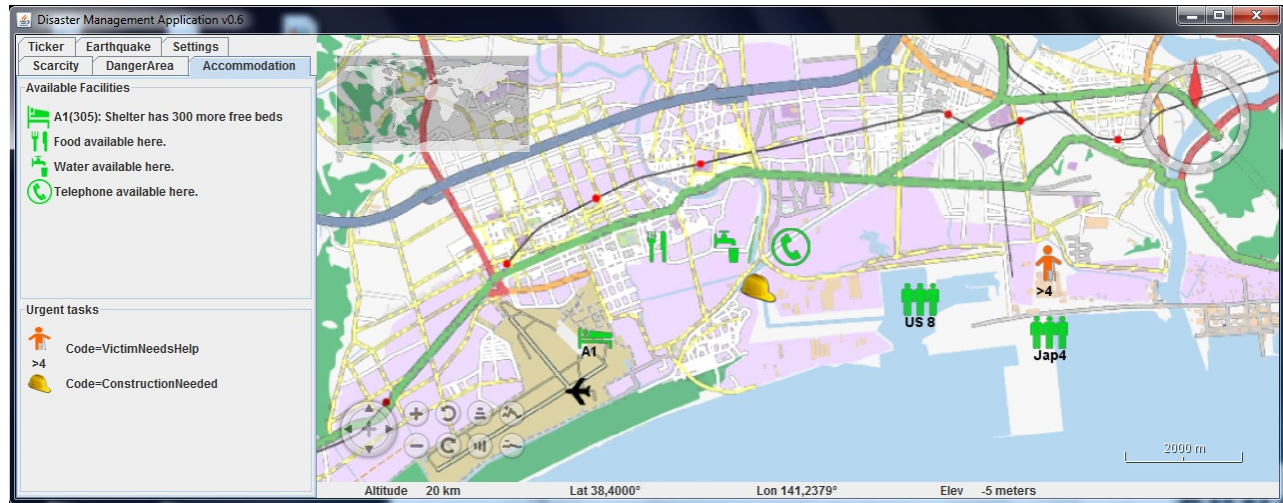 Disaster Management Application v0.6
Ticker Earthquake Settings
Scarcity DangerArea Accommodation
Available Facilities
A1(305): Shelter has 300 more free beds
Food available here.
Water available here.
Telephone available here.
Urgent tasks
>4
Code=VictimNeedsHelp
Code=ConstructionNeeded
>4
US 8
Jap4
A1
2000 m
Altitude 20 km Lat 38,4000° Lon 141,2379° Elev -5 meters